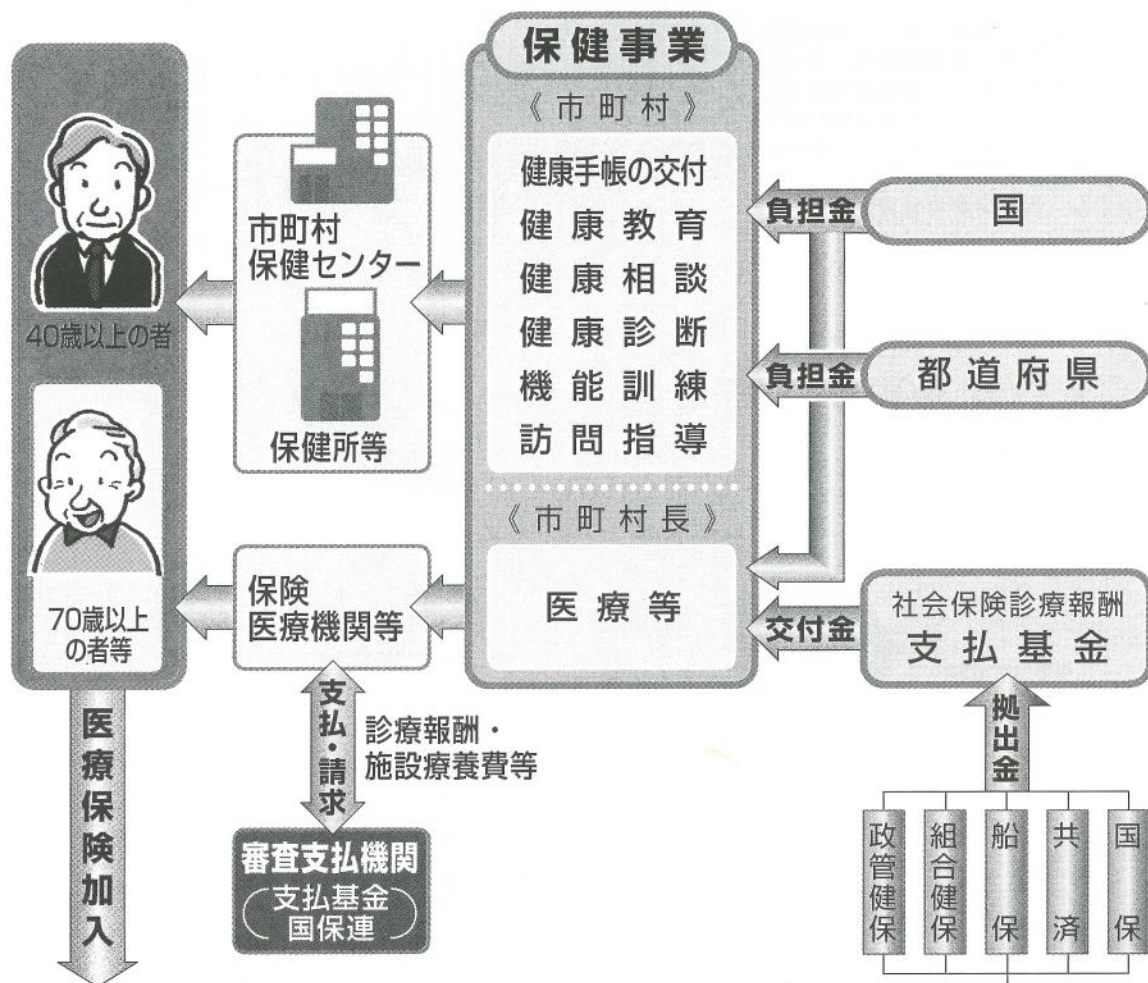 保健事業
《市町村》
健康手帳の交付
健康教育
健康相談
健康診断
機能訓練
訪問指導
《市町村長》
医療等
40歳以上の者
70歳以上
の者等
市町村
保健センター
保健所等
保険
医療機関等
負担金
国
負担金
都道府県
交付金
社会保険診療報酬
支払基金
拠出金
政管健保
組合健保
船保
共済
国保
支払・請求
診療報酬・
施設療養費等
審査支払機関
(支払基金
国保連)
医療保険加入